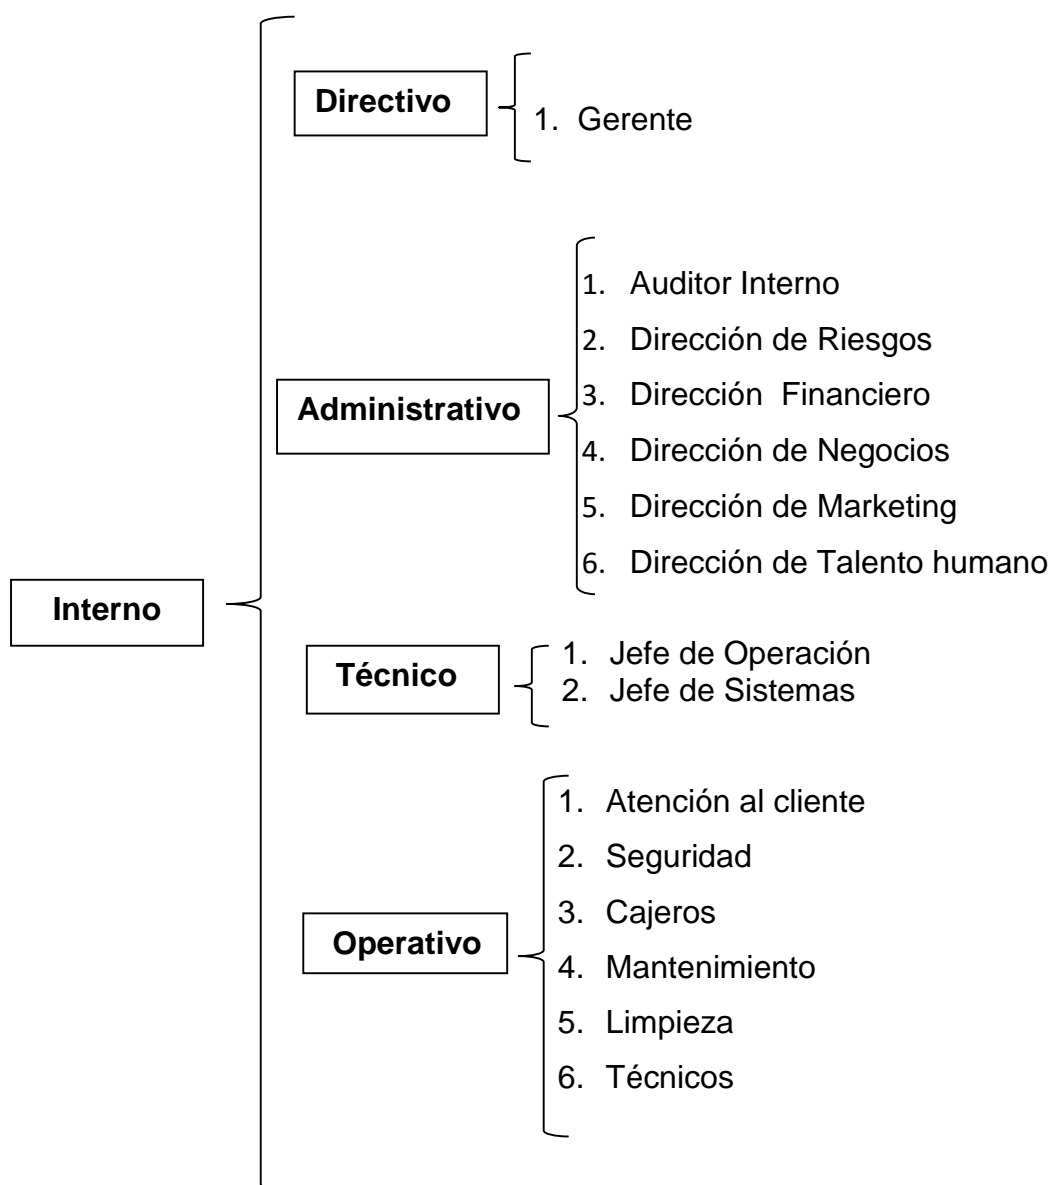 Directivo
1. Gerente
1. Auditor Interno
2. Dirección de Riesgos
Administrativo
3. Dirección Financiero
4. Dirección de Negocios
5. Dirección de Marketing
6. Dirección de Talento humano
Interno
Técnico
1. Jefe de Operación
2. Jefe de Sistemas
Operativo
1. Atención al cliente
2. Seguridad
3. Cajeros
4. Mantenimiento
5. Limpieza
6. Técnicos